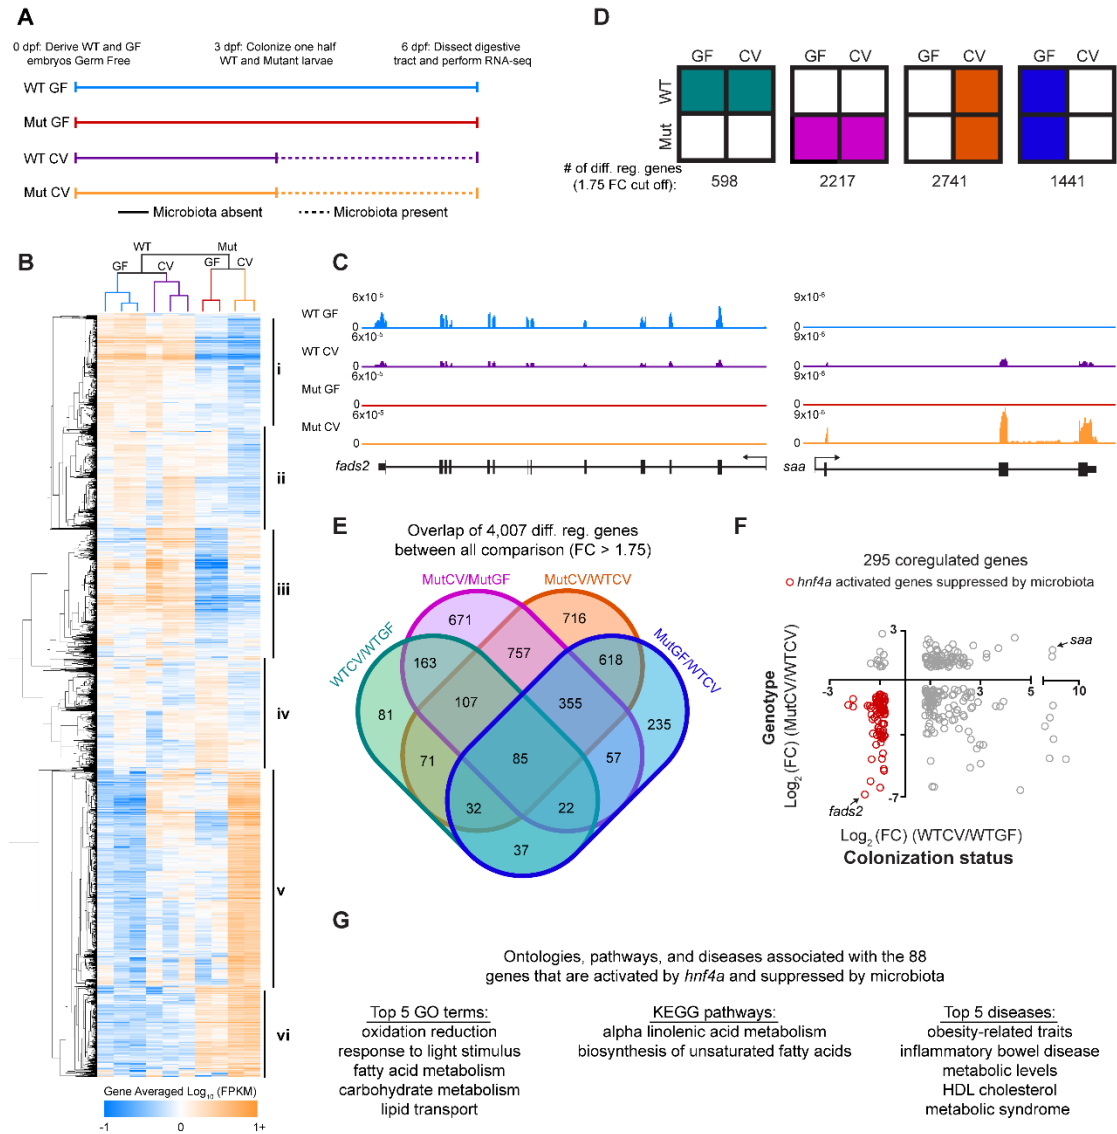 A
0 dpf: Derive WT and GF
embryos Germ Free
3 dpf: Colonize one half
WT and Mutant larvae
6 dpf: Dissect digestive
tract and perform RNA-seq
WT GF
Mut GF
WT CV
Mut CV
Microbiota absent
Microbiota present
D
GF CV
GF CV
GF CV
GF CV
WT
Mut
# of diff. reg. genes
(1.75 FC cut off):
598
2217
2741
1441
B
WT
Mut
GF
CV
GF
CV
i
ii
iii
iv
v
vi
Gene Averaged Log10 (FPKM)
-1
0
1+
C
6x10-5
WT GF
0
6x10-5
WT CV
0
6x10-5
Mut GF
0
6x10-5
Mut CV
0
fads2
9x10-6
0
9x10-6
0
9x10-6
0
9x10-6
0
saa
E
Overlap of 4,007 diff. reg. genes
between all comparison (FC > 1.75)
MutCV/MutGF
MutCV/WTCV
WTCV/WTGF
MutGF/WTCV
671
716
163
757
618
81
107
355
235
71
85
57
32
22
37
F
295 coregulated genes
hnf4a activated genes suppressed by microbiota
3
saa
-3
3
5
10
-7
fads2
Genotype
Log2 (FC) (MutCV/WTCV)
Log2 (FC) (WTCV/WTGF)
Colonization status
G
Ontologies, pathways, and diseases associated with the 88
genes that are activated by hnf4a and suppressed by microbiota
Top 5 GO terms:
oxidation reduction
response to light stimulus
fatty acid metabolism
carbohydrate metabolism
lipid transport
KEGG pathways:
alpha linolenic acid metabolism
biosynthesis of unsaturated fatty acids
Top 5 diseases:
obesity-related traits
inflammatory bowel disease
metabolic levels
HDL cholesterol
metabolic syndrome